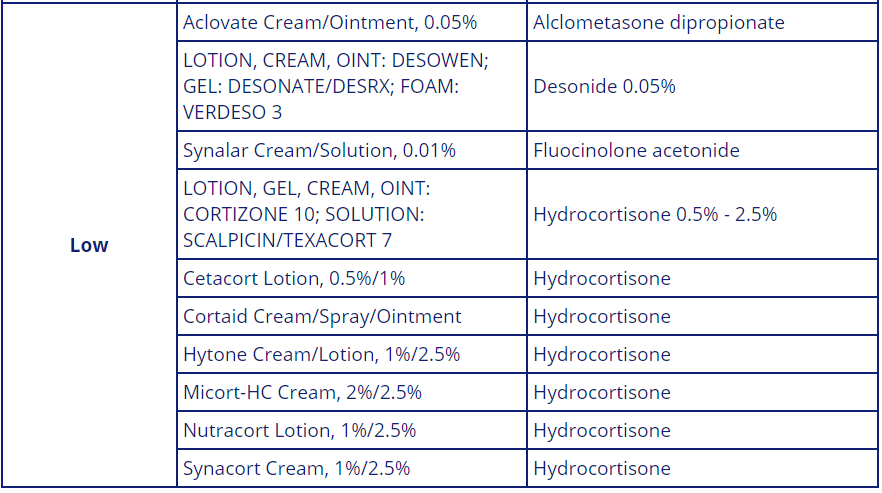 Aclovate Cream/Ointment, 0.05% Alclometasone dipropionate
LOTION, CREAM, OINT: DESOWEN;
GEL: DESONATE/DESRX; FOAM:
VERDESO 3
Desonide 0.05%
Synalar Cream/Solution, 0.01% Fluocinolone acetonide
LOTION, GEL, CREAM, OINT:
CORTIZONE 10; SOLUTION:
SCALPICIN/TEXACORT 7
Hydrocortisone 0.5% - 2.5%
Low
Cetacort Lotion, 0.5%/1% Hydrocortisone
Cortaid Cream/Spray/Ointment Hydrocortisone
Hytone Cream/Lotion, 1%/2.5% Hydrocortisone
Micort-HC Cream, 2%/2.5% Hydrocortisone
Nutracort Lotion, 1%/2.5% Hydrocortisone
Synacort Cream, 1%/2.5% Hydrocortisone